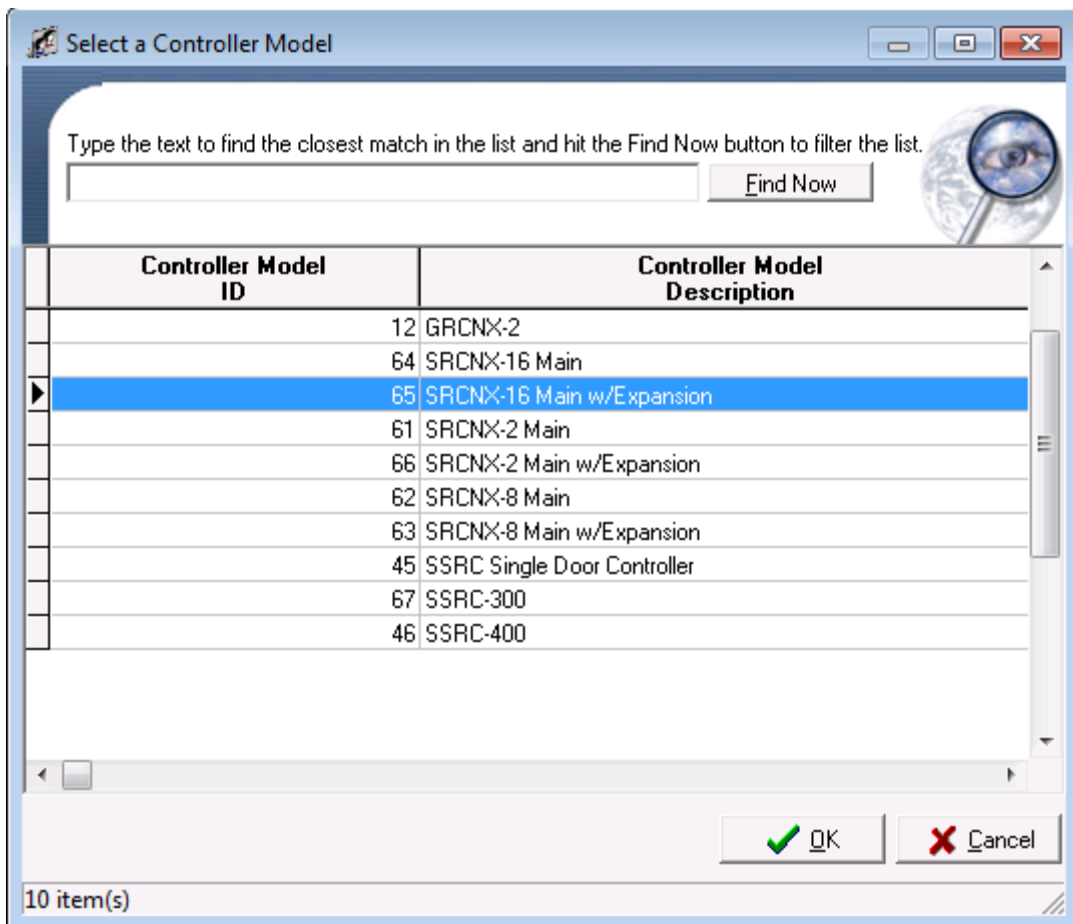 Select a Controller Model
Type the text to find the closest match in the list and hit the Find Now button to filter the list.
Find Now
Controller Model ID Controller Model Description
12 GRCNX-2
64 SRCNX-16 Main
65 SRCNX-16 Main w/Expansion
61 SRCNX-2 Main
66 SRCNX-2 Main w/Expansion
62 SRCNX-8 Main
63 SRCNX-8 Main w/Expansion
45 SSRC Single Door Controller
67 SSRC-300
46 SSRC-400
OK Cancel
10 item(s)